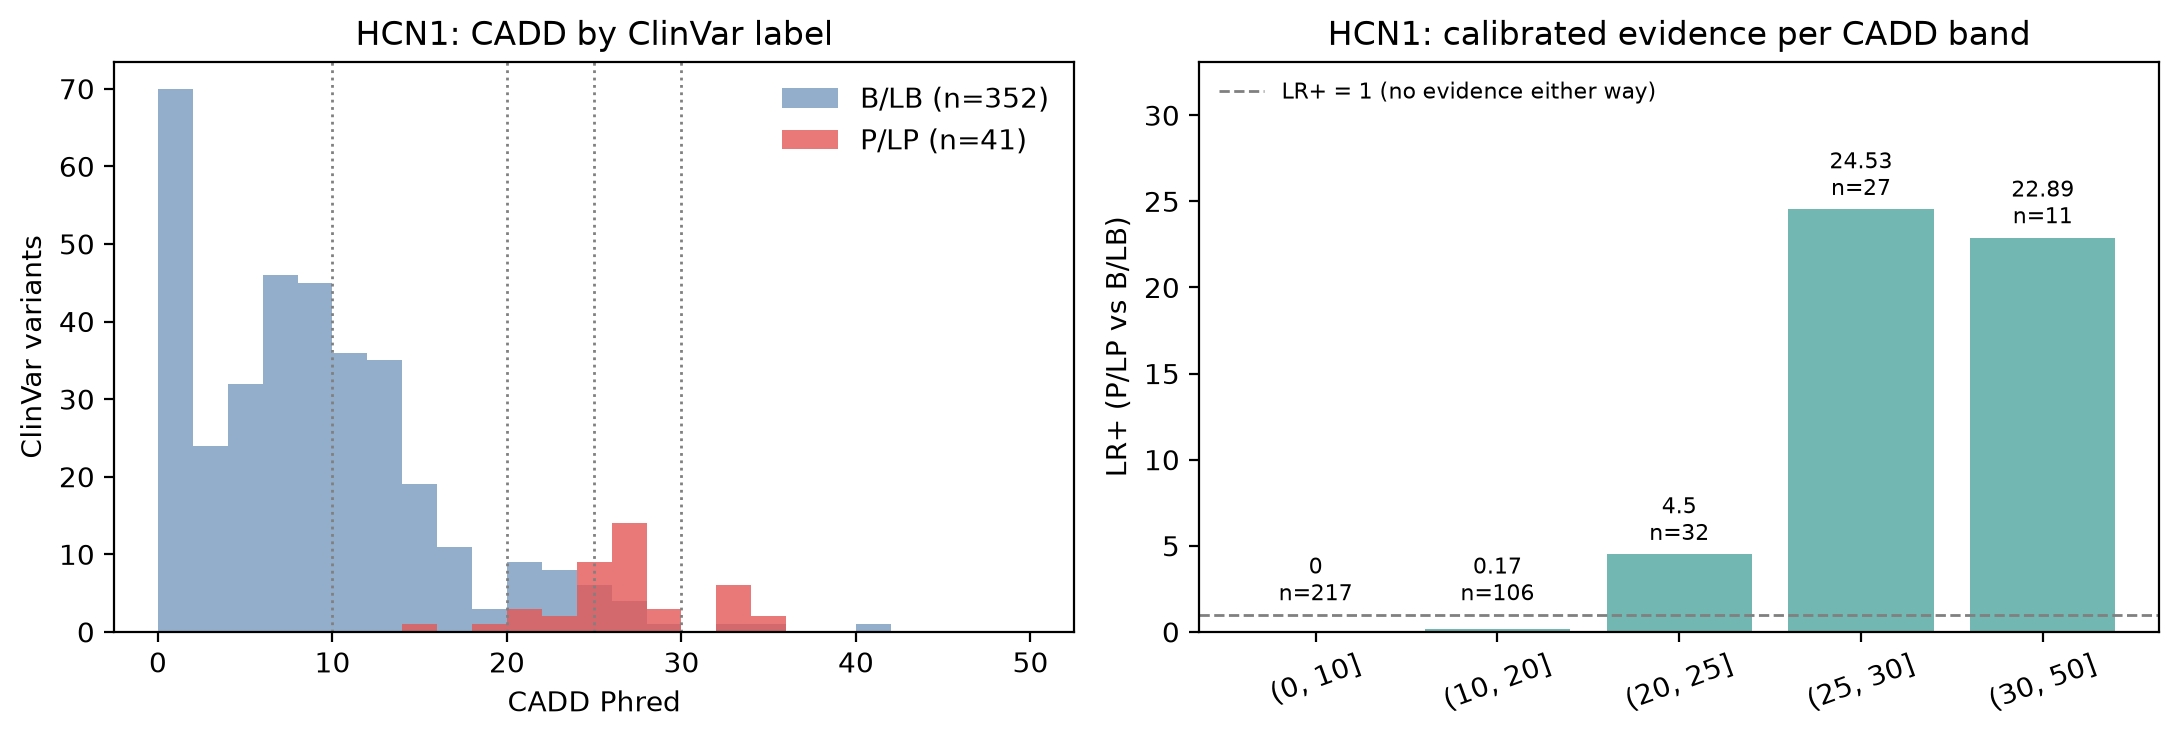 HCN1: CADD by ClinVar label
ClinVar variants
70
60
50
40
30
20
10
0
B/LB (n=352)
P/LP (n=41)
0 10 20 30 40 50
CADD Phred
HCN1: calibrated evidence per CADD band
LR+ (P/LP vs B/LB)
30
25
20
15
10
5
0
LR+ = 1 (no evidence either way)
0
n=217
0.17
n=106
4.5
n=32
24.53
n=27
22.89
n=11
(0, 10] (10, 20] (20, 25] (25, 30] (30, 50]